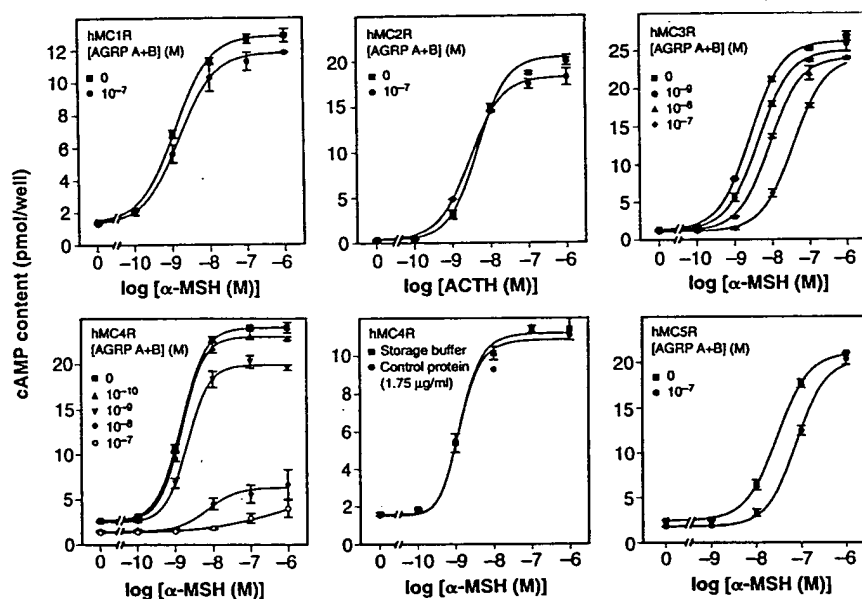 cAMP content (pmol/well)
hMC1R
[AGRP A+B] (M)
0
10⁻⁷
12
10
8
6
4
2
0
0 −10 −9 −8 −7 −6
log [α-MSH (M)]
hMC2R
[AGRP A+B] (M)
0
10⁻⁷
20
15
10
5
0
0 −10 −9 −8 −7 −6
log [ACTH (M)]
hMC3R
[AGRP A+B] (M)
0
10⁻⁹
10⁻⁸
10⁻⁷
25
20
15
10
5
0
0 −10 −9 −8 −7 −6
log [α-MSH (M)]
hMC4R
[AGRP A+B] (M)
0
10⁻¹⁰
10⁻⁹
10⁻⁸
10⁻⁷
20
15
10
5
0
0 −10 −9 −8 −7 −6
log [α-MSH (M)]
hMC4R
Storage buffer
Control protein
(1.75 μg/ml)
10
8
6
4
2
0
0 −10 −9 −8 −7 −6
log [α-MSH (M)]
hMC5R
[AGRP A+B] (M)
0
10⁻⁷
20
15
10
5
0
0 −9 −8 −7 −6
log [α-MSH (M)]